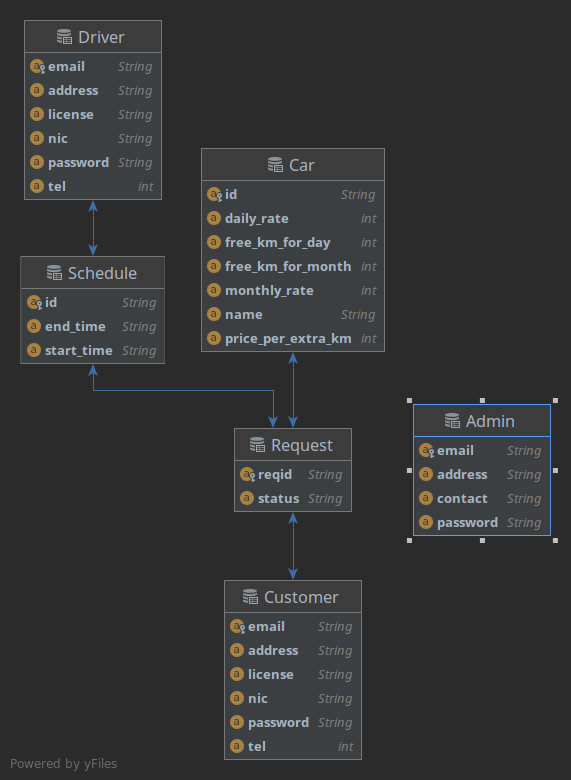 Driver
email String
address String
license String
nic String
password String
tel int
Car
id String
daily_rate int
free_km_for_day int
free_km_for_month int
monthly_rate int
name String
price_per_extra_km int
Schedule
id String
end_time String
start_time String
Request
reqid String
status String
Admin
email String
address String
contact String
password String
Customer
email String
address String
license String
nic String
password String
tel int
Powered by yFiles